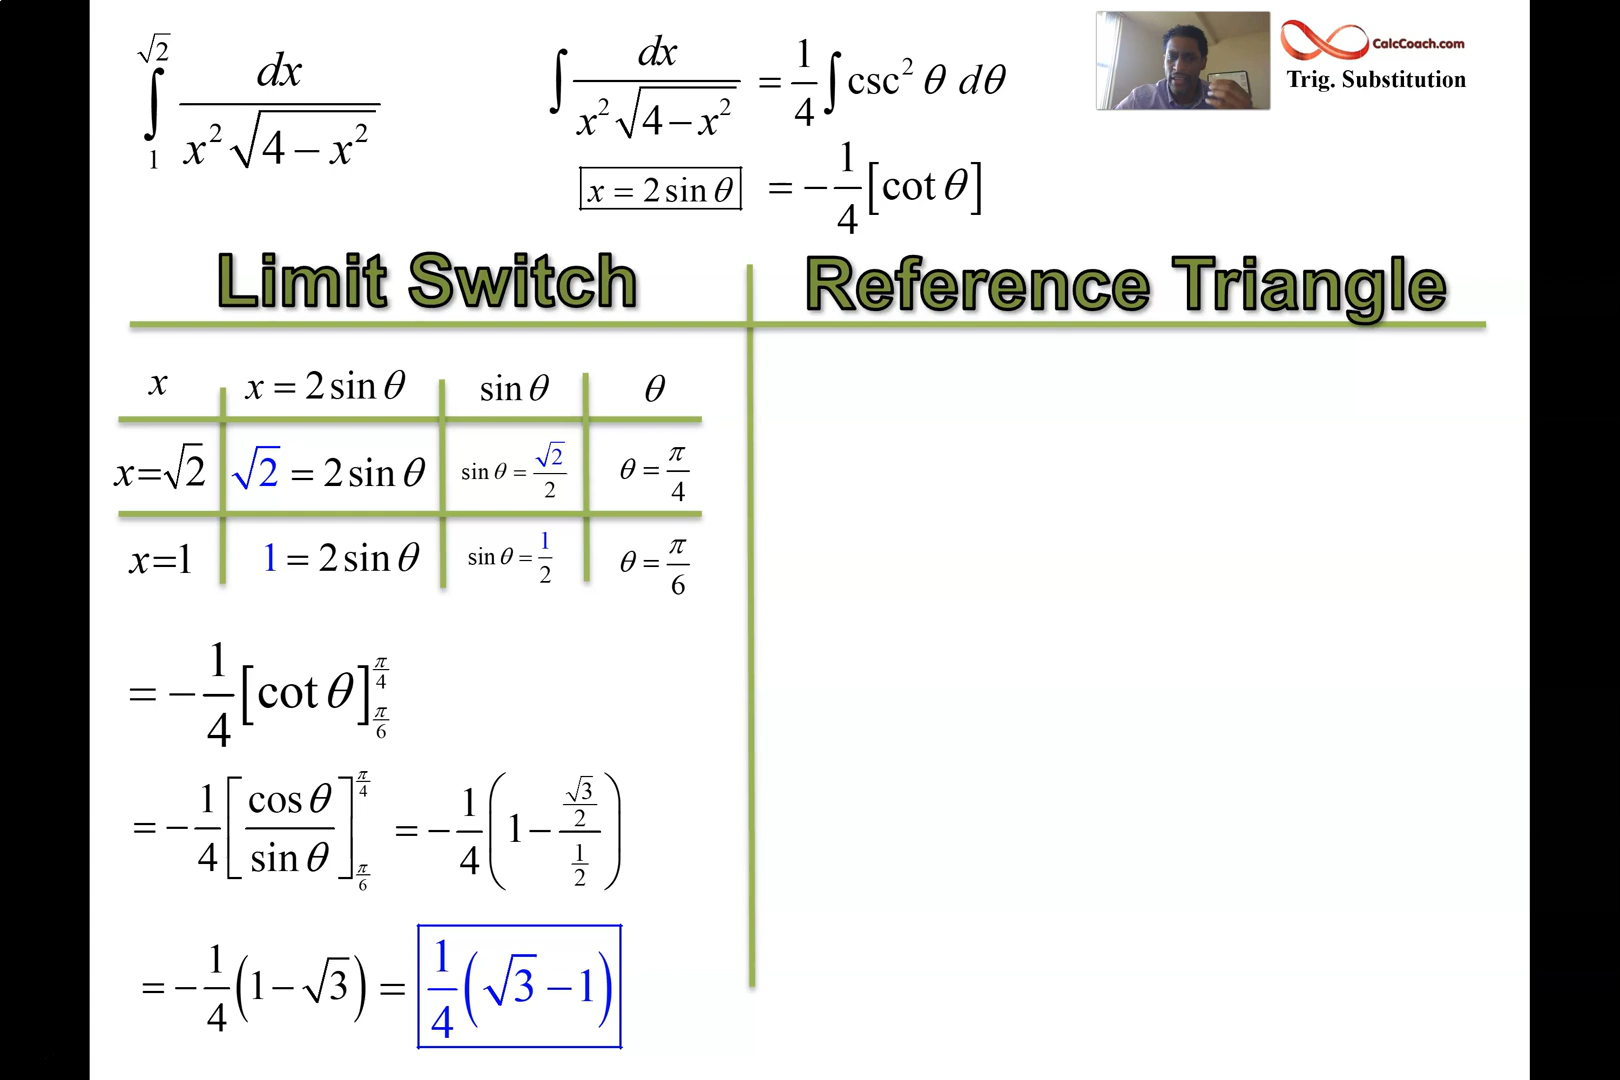 ∫₁^√2 dx / (x²√(4−x²))
∫ dx / (x²√(4−x²)) = 1/4 ∫ csc² θ dθ
x = 2 sin θ = −1/4 [cot θ]
CalcCoach.com
Trig. Substitution
Limit Switch
Reference Triangle
x x = 2 sin θ sin θ θ
x=√2 √2 = 2 sin θ sin θ = √2/2 θ = π/4
x=1 1 = 2 sin θ sin θ = 1/2 θ = π/6
= −1/4 [cot θ]_{π/6}^{π/4}
= −1/4 [cos θ / sin θ]_{π/6}^{π/4} = −1/4 (1 − (√3/2)/(1/2))
= −1/4 (1 − √3) = 1/4 (√3 − 1)